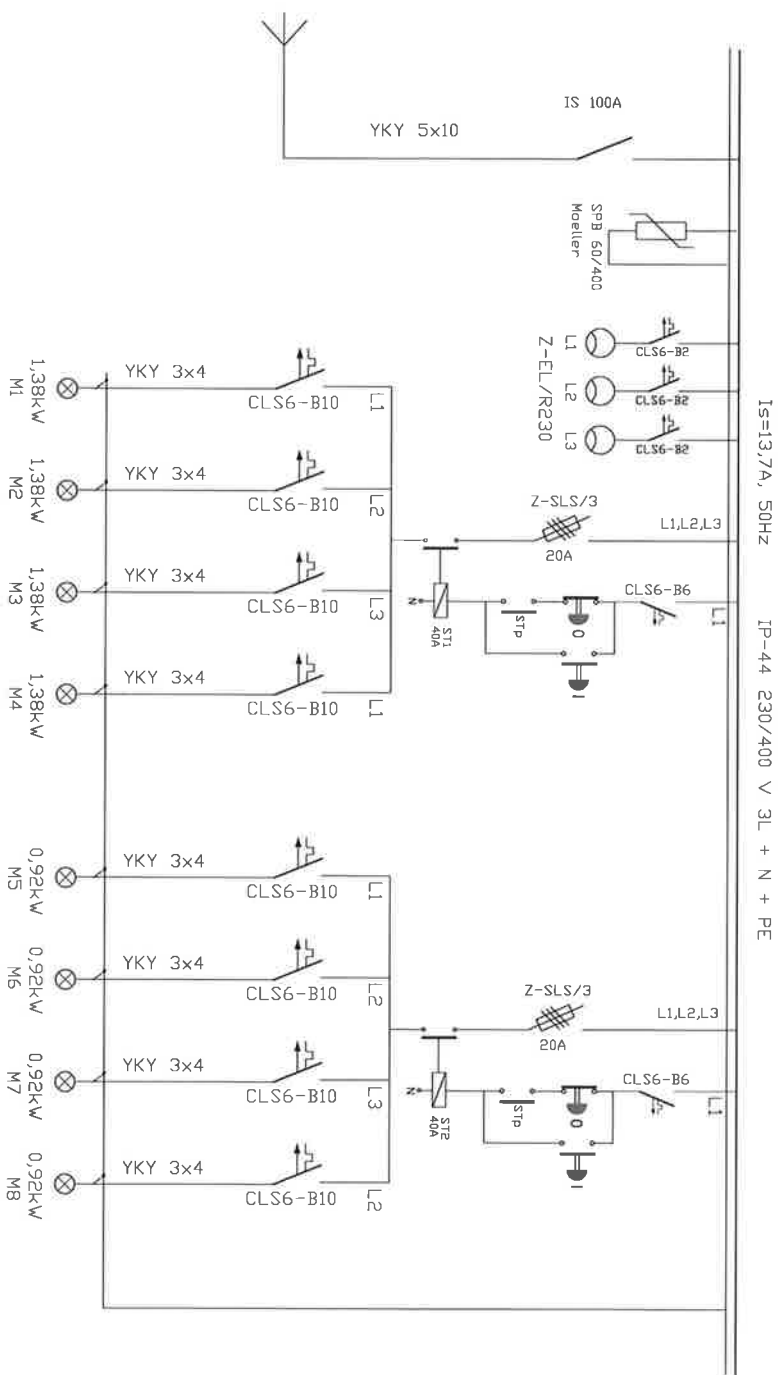 Is=13,7A, 50Hz
IP-44 230/400 V 3L + N + PE
IS 100A
YKY 5x10
SPB 60/400
Moeller
CLS6-B2
CLS6-B2
CLS6-B2
L1
L2
L3
Z-EL/R230
Z-SLS/3
20A
L1,L2,L3
CLS6-B6
L1
STp
O
I
ST1
40A
N
Z-SLS/3
20A
L1,L2,L3
CLS6-B6
L1
STp
O
I
ST2
40A
N
L1
CLS6-B10
YKY 3x4
1,38kW
M1
L2
CLS6-B10
YKY 3x4
1,38kW
M2
L3
CLS6-B10
YKY 3x4
1,38kW
M3
L1
CLS6-B10
YKY 3x4
1,38kW
M4
L1
CLS6-B10
YKY 3x4
0,92kW
M5
L2
CLS6-B10
YKY 3x4
0,92kW
M6
L3
CLS6-B10
YKY 3x4
0,92kW
M7
L2
CLS6-B10
YKY 3x4
0,92kW
M8